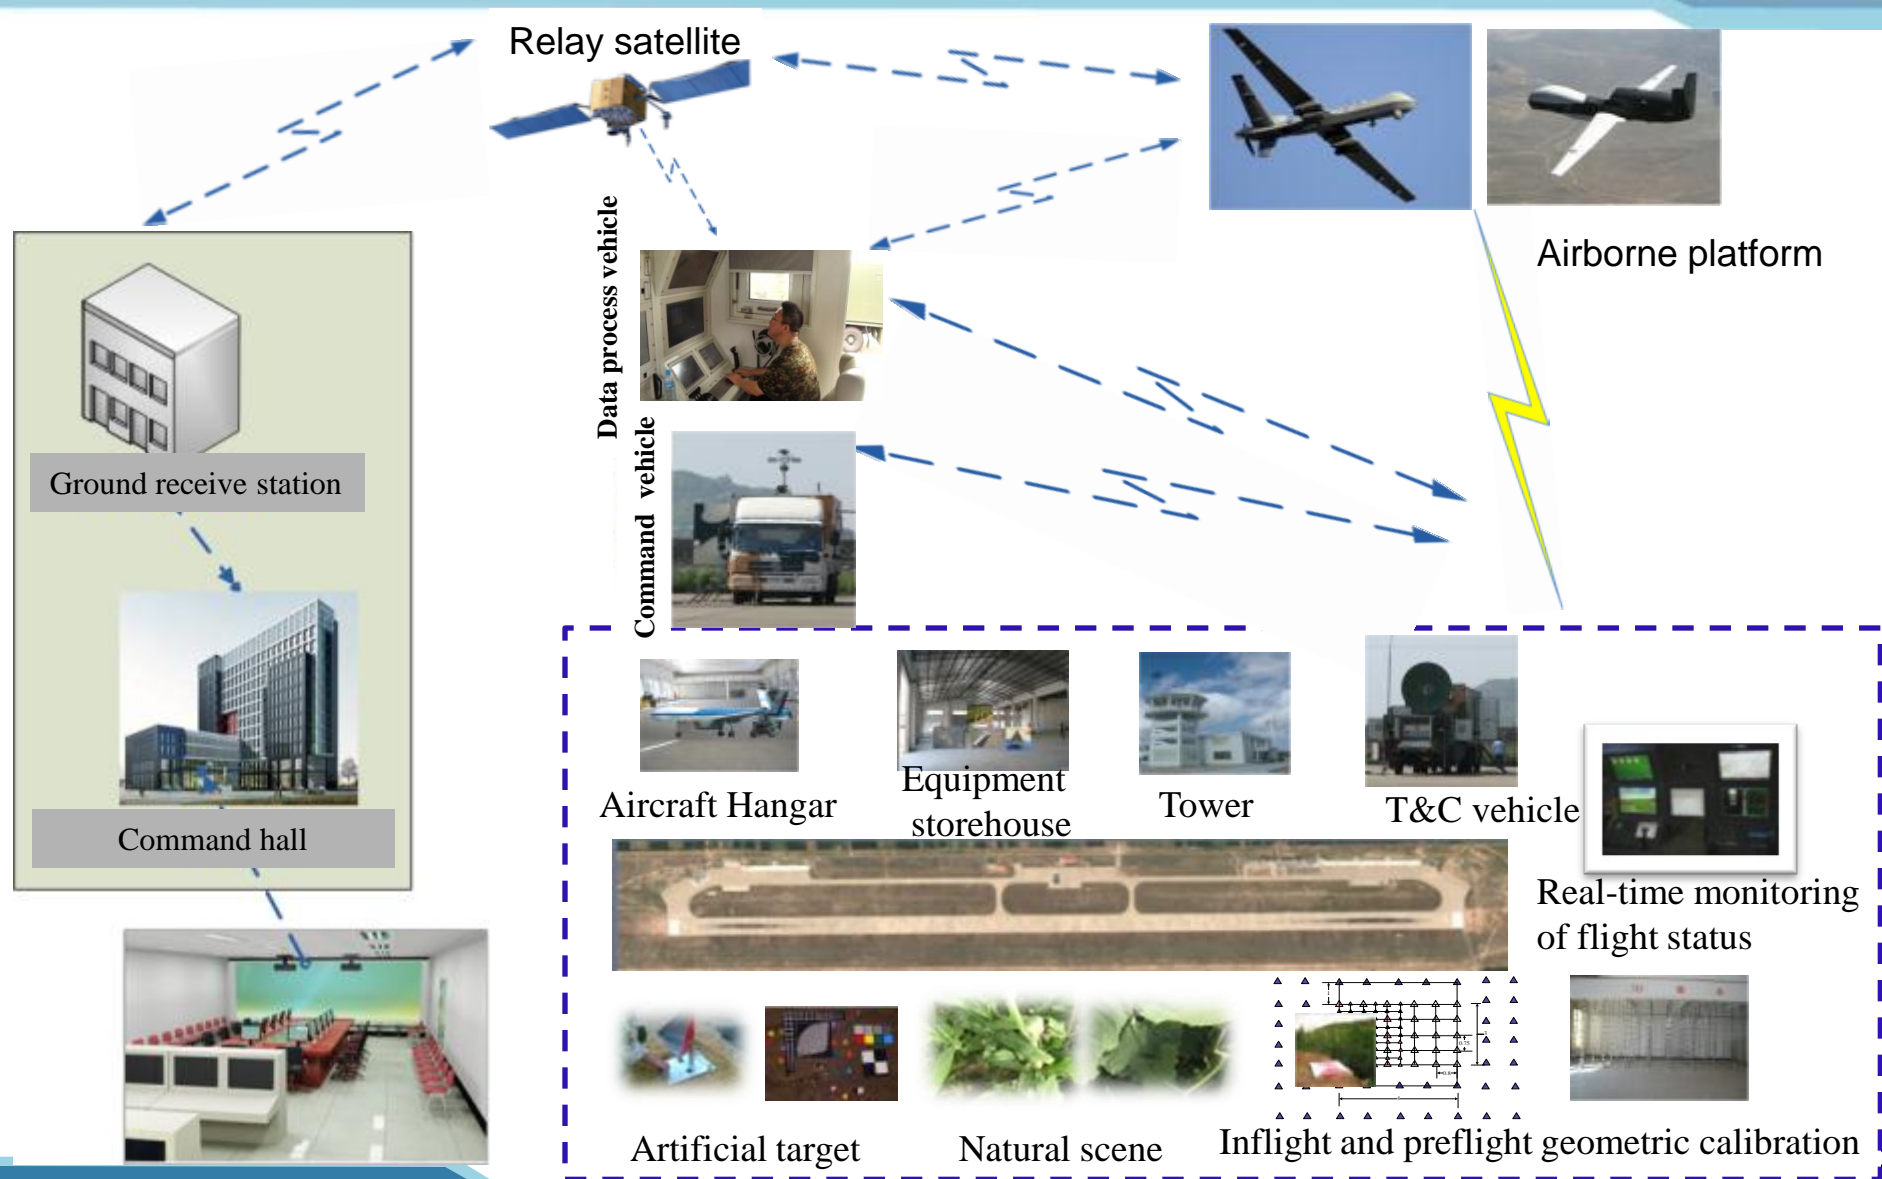 Relay satellite
Airborne platform
Data process vehicle
Command vehicle
Ground receive station
Command hall
Aircraft Hangar
Equipment
storehouse
Tower
T&C vehicle
Real-time monitoring
of flight status
Artificial target
Natural scene
Inflight and preflight geometric calibration